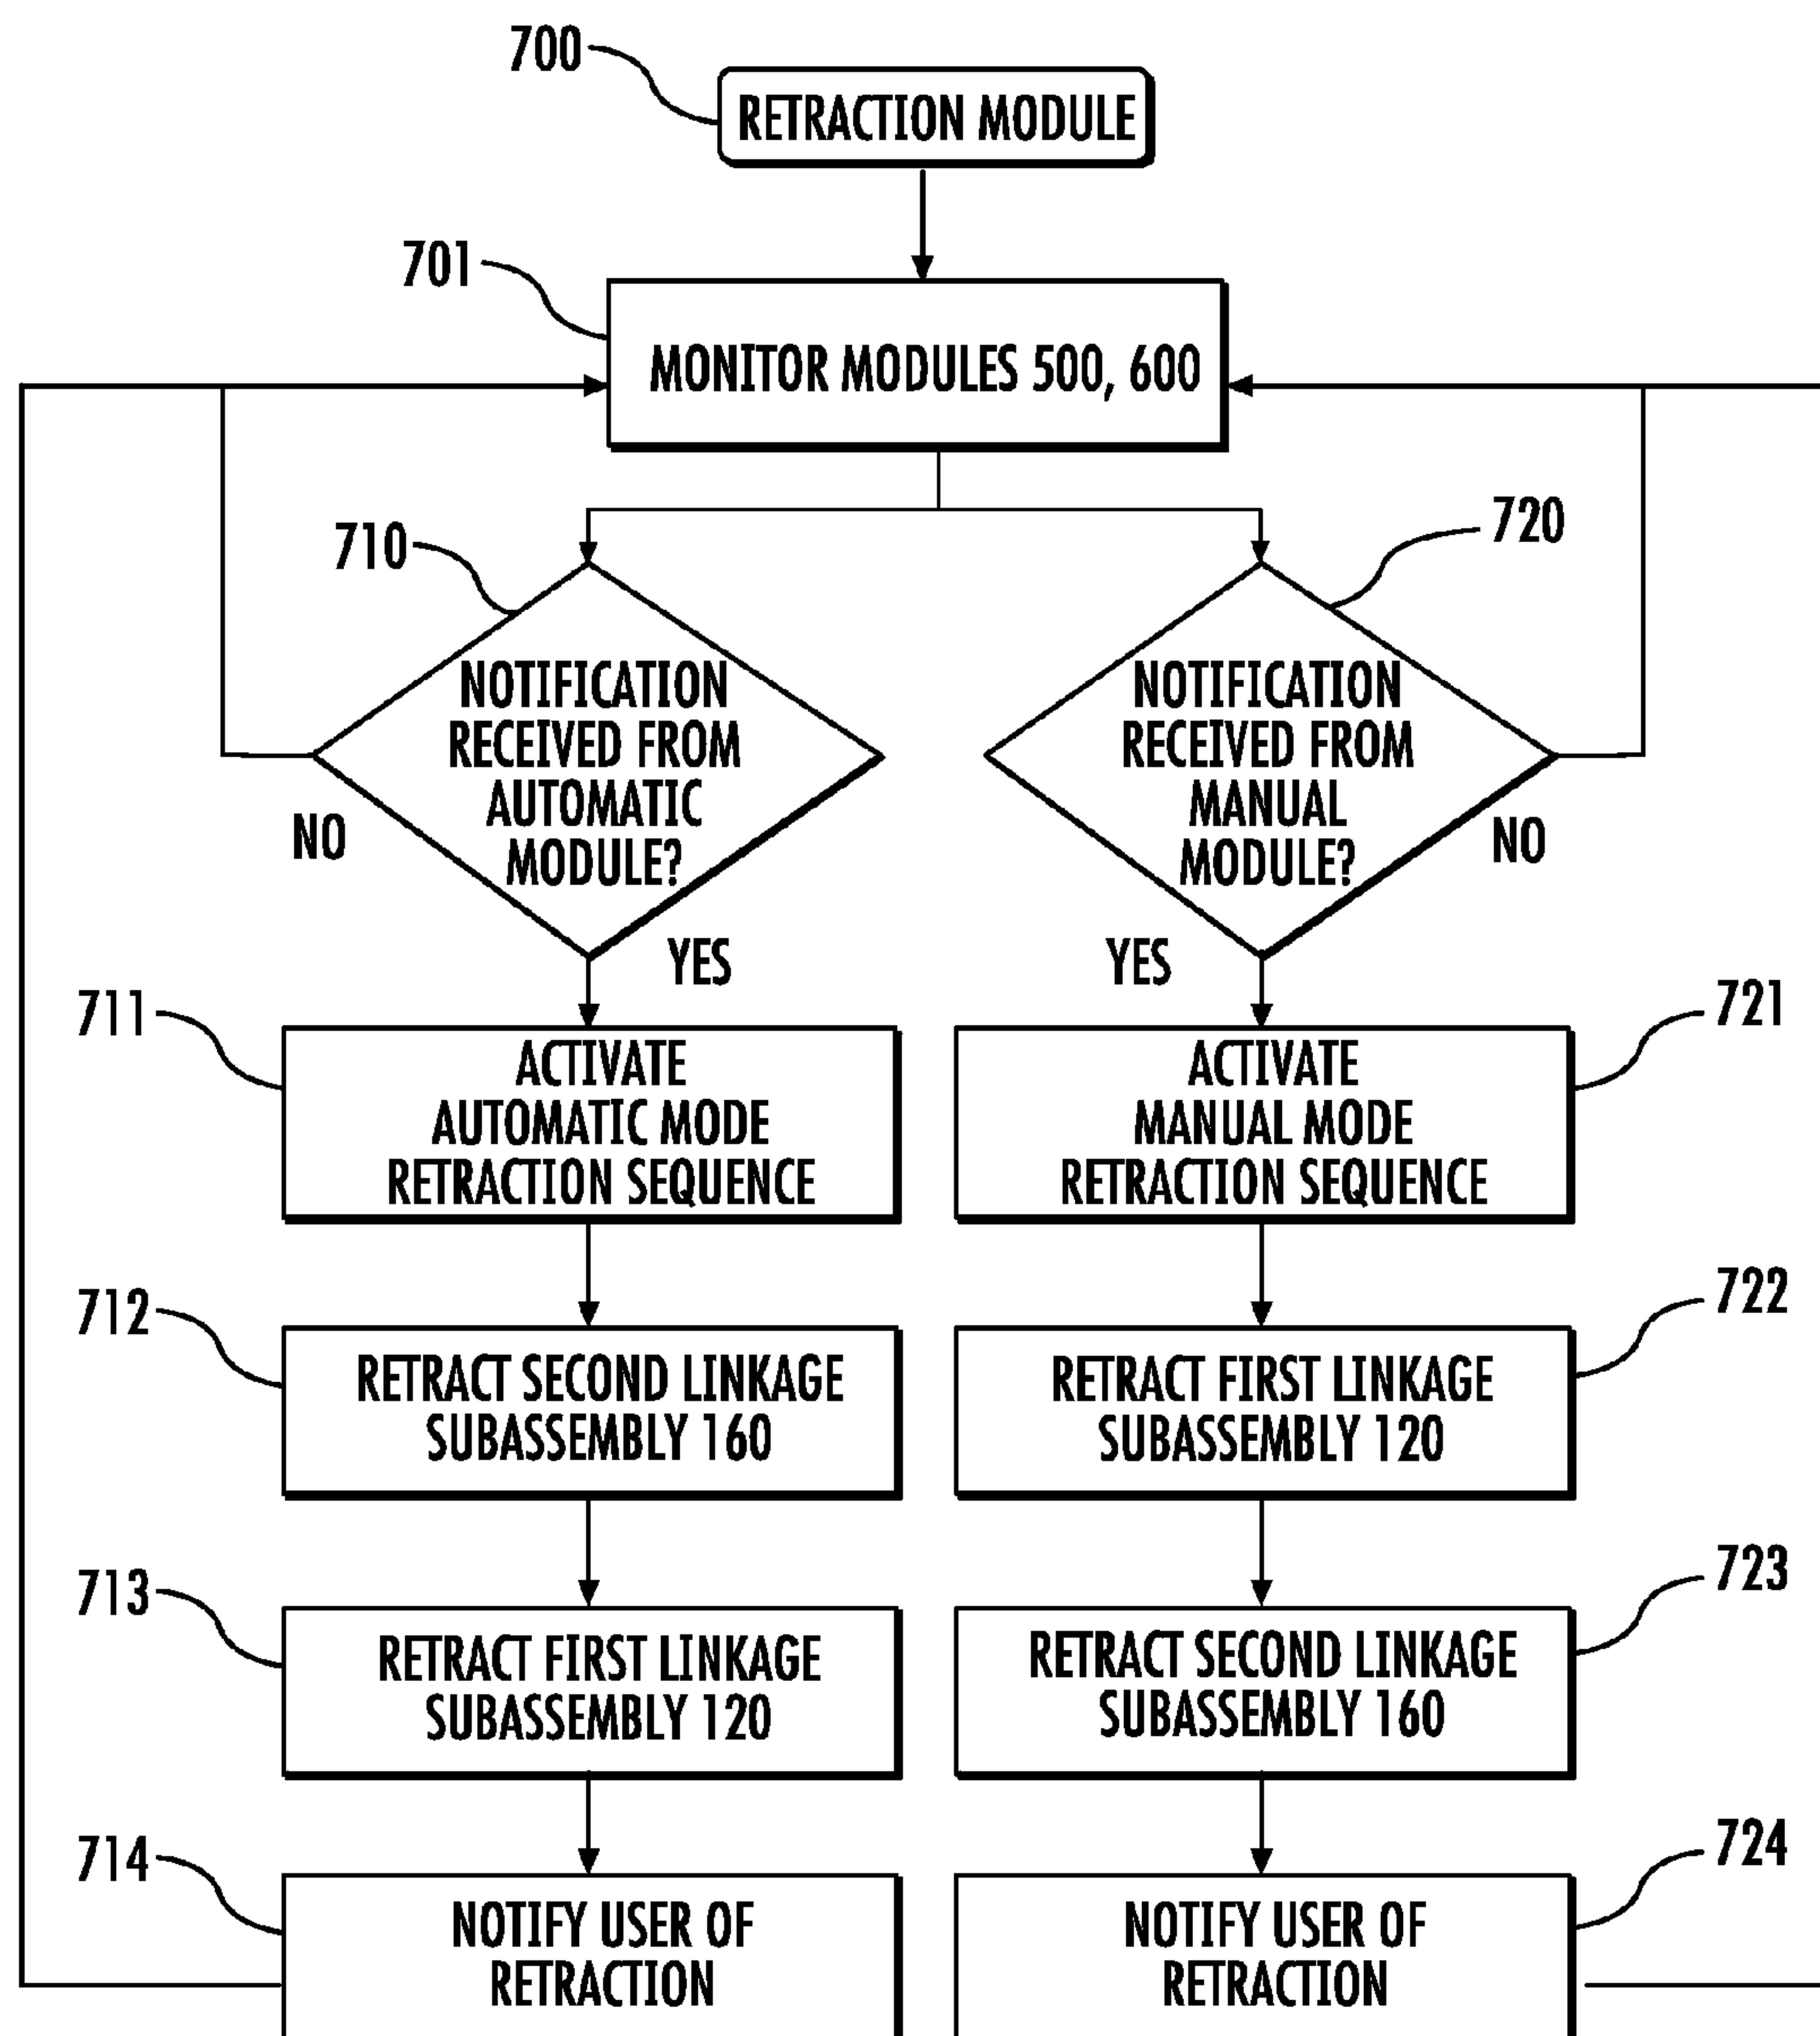 700
RETRACTION MODULE
701
MONITOR MODULES 500, 600
710
720
NOTIFICATION
RECEIVED FROM
AUTOMATIC
MODULE?
NOTIFICATION
RECEIVED FROM
MANUAL
MODULE?
NO
NO
YES
YES
711
ACTIVATE
AUTOMATIC MODE
RETRACTION SEQUENCE
ACTIVATE
MANUAL MODE
RETRACTION SEQUENCE
721
712
RETRACT SECOND LINKAGE
SUBASSEMBLY 160
RETRACT FIRST LINKAGE
SUBASSEMBLY 120
722
713
RETRACT FIRST LINKAGE
SUBASSEMBLY 120
RETRACT SECOND LINKAGE
SUBASSEMBLY 160
723
714
NOTIFY USER OF
RETRACTION
NOTIFY USER OF
RETRACTION
724